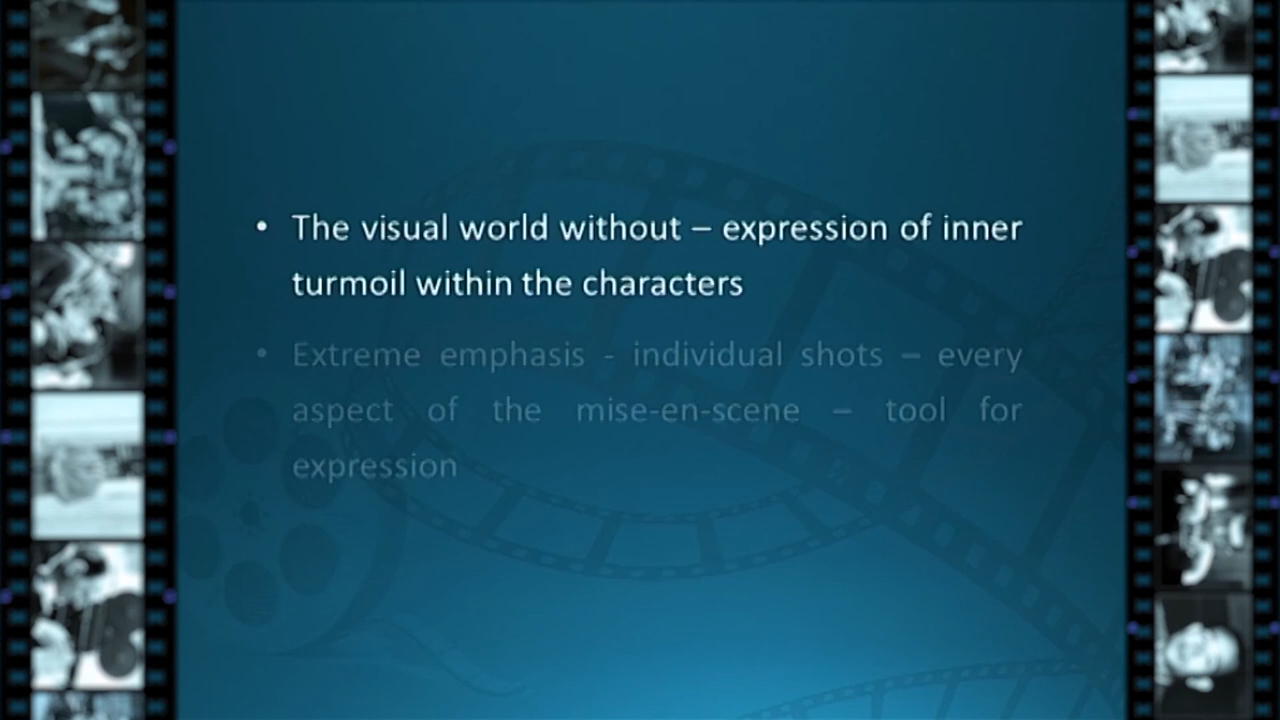 • The visual world without – expression of inner
turmoil within the characters
• Extreme emphasis - individual shots – every
aspect of the mise-en-scene – tool for
expression